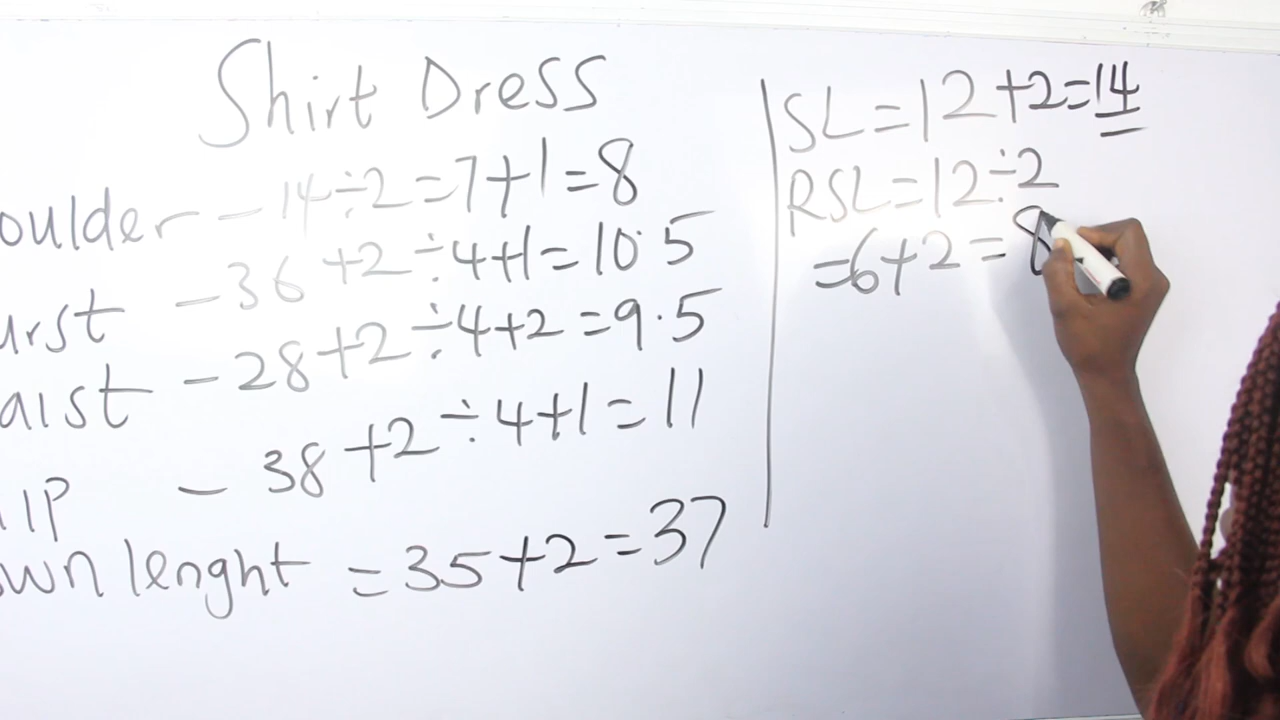 Shirt Dress
oulder - 14÷2=7+1=8
urst - 36+2÷4+1=10.5
aist - 28+2÷4+2=9.5
IP - 38+2÷4+1=11
wn lenght = 35+2=37
SL=12+2=14
RSL=12÷2
=6+2=8